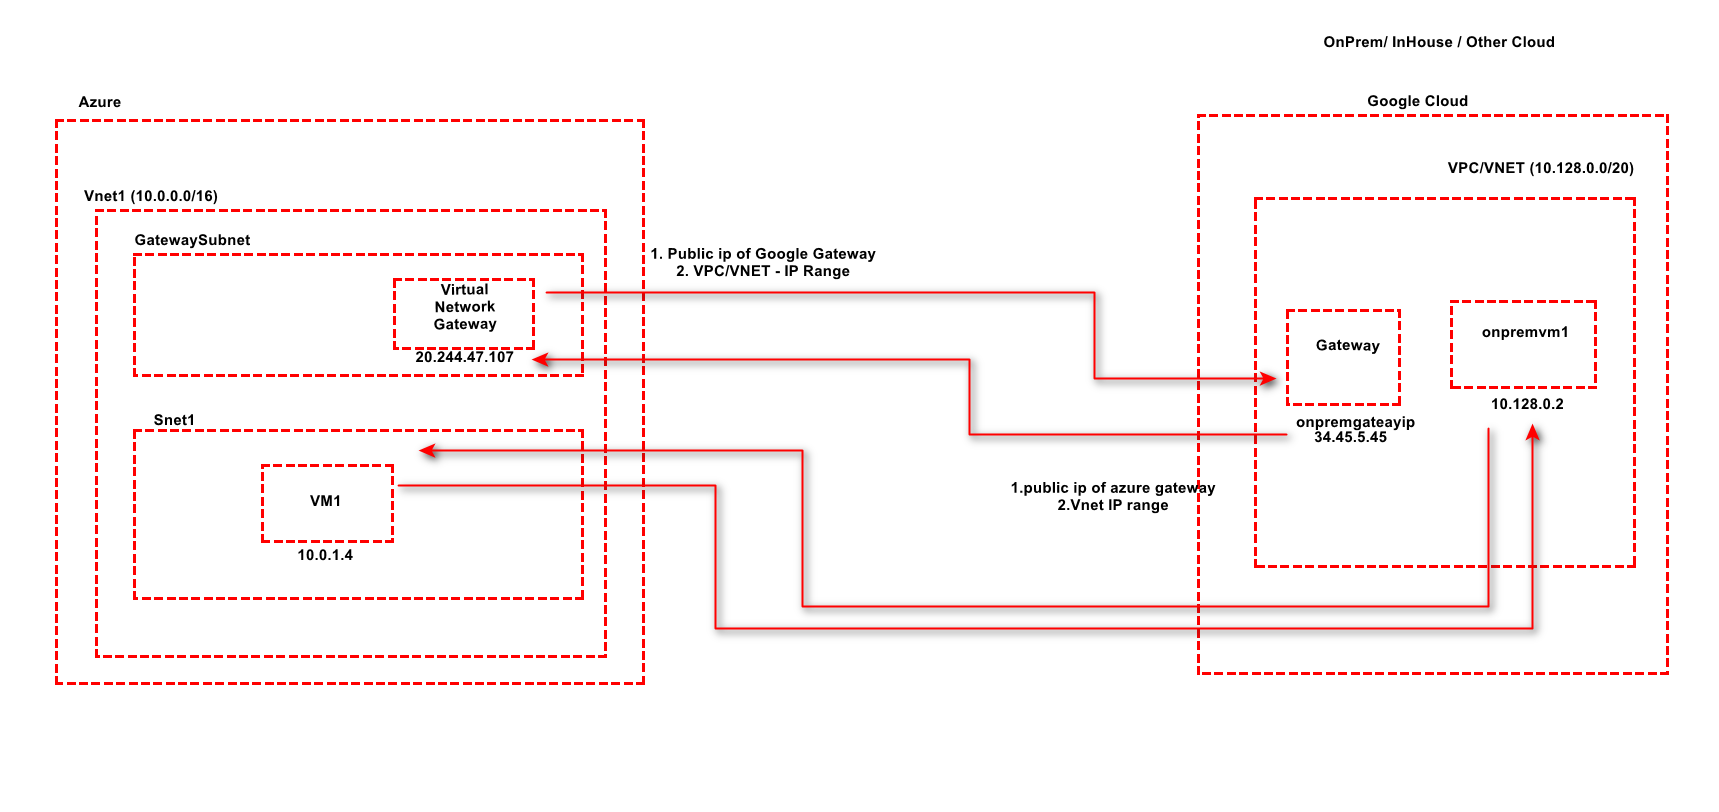 OnPrem/ InHouse / Other Cloud
Azure
Google Cloud
VPC/VNET (10.128.0.0/20)
Vnet1 (10.0.0.0/16)
GatewaySubnet
1. Public ip of Google Gateway
2. VPC/VNET - IP Range
Virtual
Network
Gateway
20.244.47.107
Gateway
onpremvm1
10.128.0.2
onpremgateayip
34.45.5.45
Snet1
VM1
10.0.1.4
1.public ip of azure gateway
2.Vnet IP range